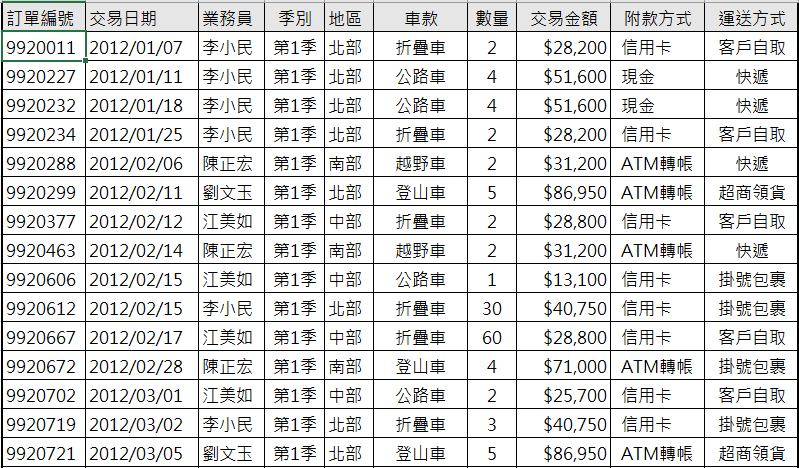 訂單編號 交易日期 業務員 季別 地區 車款 數量 交易金額 附款方式 運送方式
9920011 2012/01/07 李小民 第1季 北部 折疊車 2 $28,200 信用卡 客戶自取
9920227 2012/01/11 李小民 第1季 北部 公路車 4 $51,600 現金 快遞
9920232 2012/01/18 李小民 第1季 北部 公路車 4 $51,600 現金 快遞
9920234 2012/01/25 李小民 第1季 北部 折疊車 2 $28,200 信用卡 客戶自取
9920288 2012/02/06 陳正宏 第1季 南部 越野車 2 $31,200 ATM轉帳 快遞
9920299 2012/02/11 劉文玉 第1季 北部 登山車 5 $86,950 ATM轉帳 超商領貨
9920377 2012/02/12 江美如 第1季 中部 折疊車 2 $28,800 信用卡 客戶自取
9920463 2012/02/14 陳正宏 第1季 南部 越野車 2 $31,200 ATM轉帳 快遞
9920606 2012/02/15 江美如 第1季 中部 公路車 1 $13,100 信用卡 掛號包裹
9920612 2012/02/15 李小民 第1季 北部 折疊車 30 $40,750 信用卡 掛號包裹
9920667 2012/02/17 江美如 第1季 中部 折疊車 60 $28,800 信用卡 客戶自取
9920672 2012/02/28 陳正宏 第1季 南部 登山車 4 $71,000 ATM轉帳 掛號包裹
9920702 2012/03/01 江美如 第1季 中部 公路車 2 $25,700 信用卡 客戶自取
9920719 2012/03/02 李小民 第1季 北部 折疊車 3 $40,750 信用卡 掛號包裹
9920721 2012/03/05 劉文玉 第1季 北部 登山車 5 $86,950 ATM轉帳 超商領貨